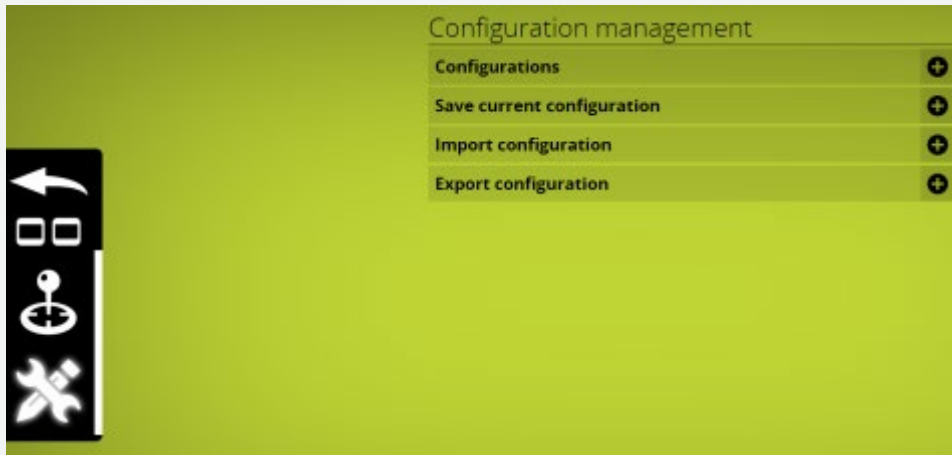 Configuration management
Configurations
Save current configuration
Import configuration
Export configuration